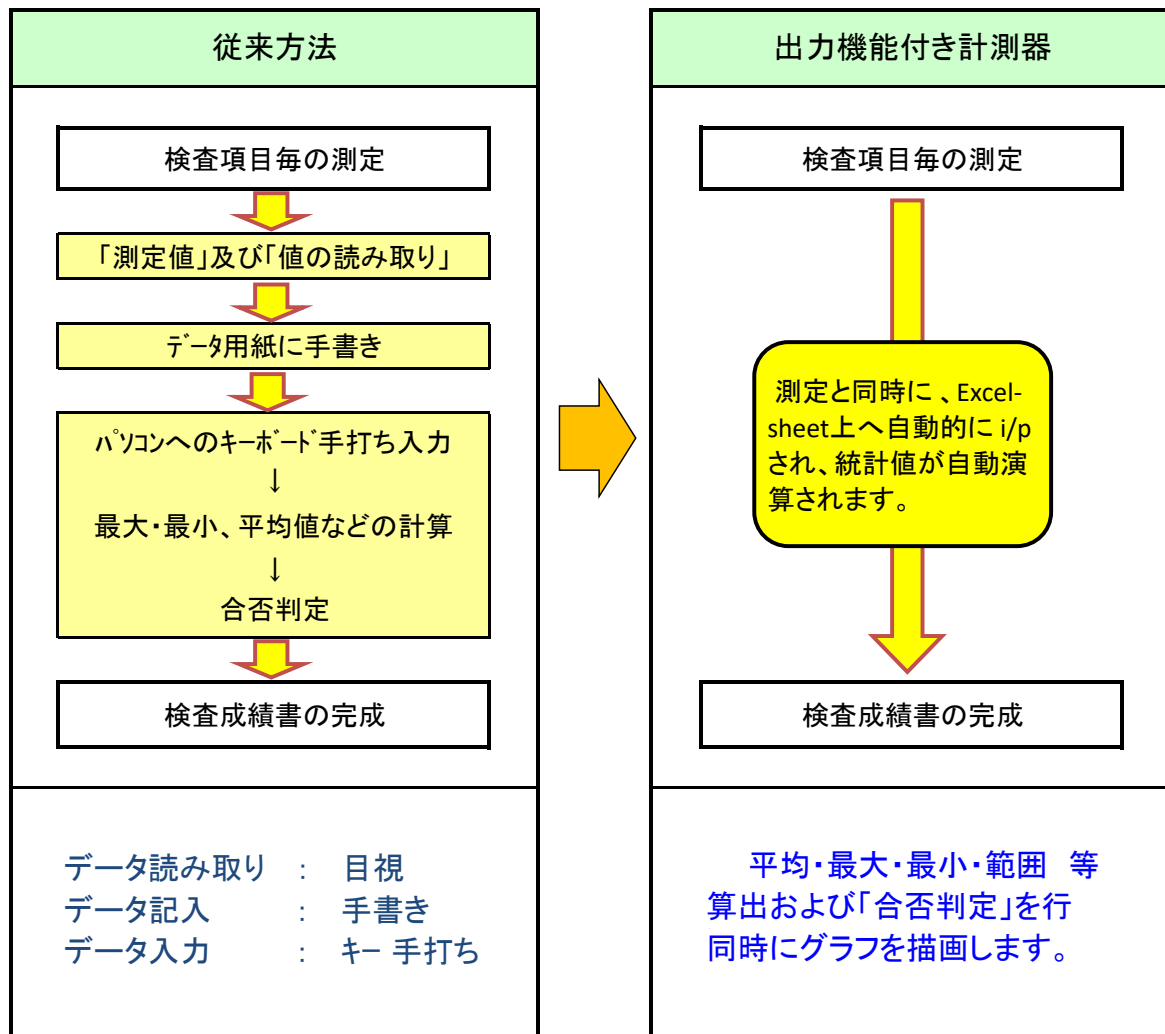 従来方法
検査項目毎の測定
「測定値」及び「値の読み取り」
ﾃﾞｰﾀ用紙に手書き
ﾊﾟｿｺﾝへのｷｰﾎﾞｰﾄﾞ手打ち入力
↓
最大・最小、平均値などの計算
↓
合否判定
検査成績書の完成
データ読み取り : 目視
データ記入 : 手書き
データ入力 : ｷｰ 手打ち
出力機能付き計測器
検査項目毎の測定
測定と同時に 、Excel-
sheet上へ自動的に i/p
され、統計値が自動演
算されます。
検査成績書の完成
平均・最大・最小・範囲 等
算出および「合否判定」を行
同時にグラフを描画します。